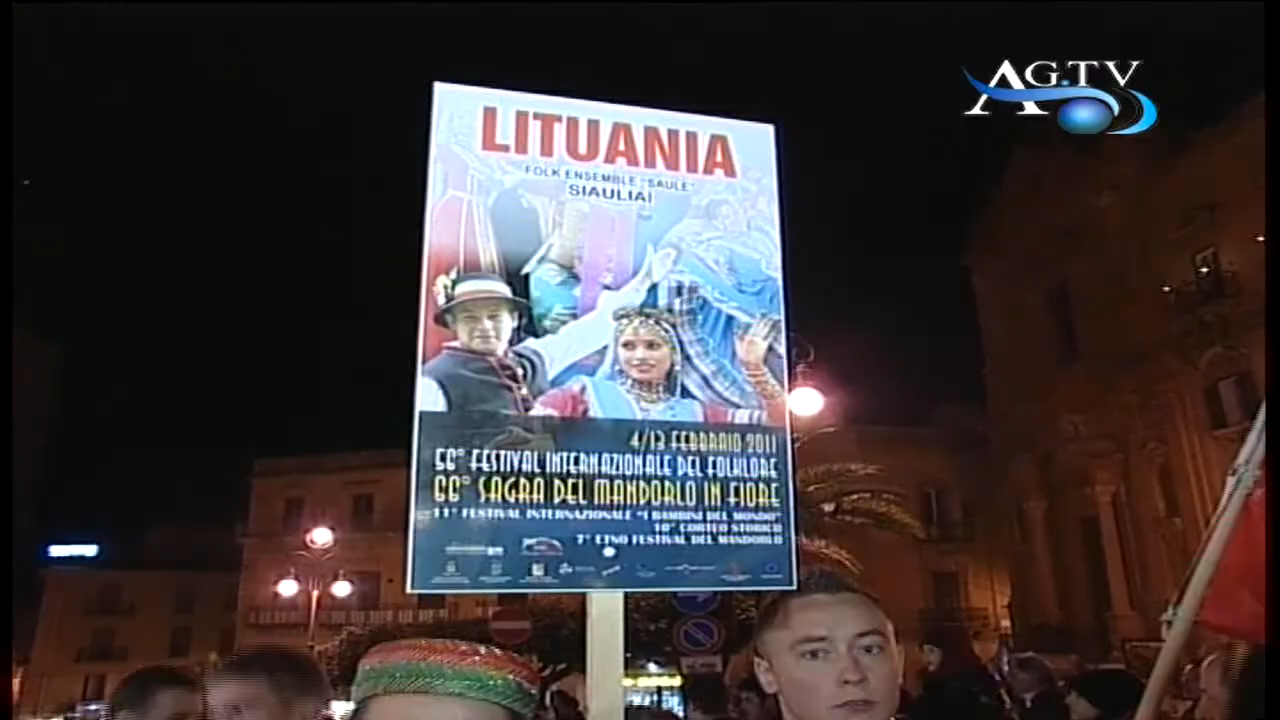 AG.TV
LITUANIA
FOLK ENSEMBLE "SAULE"
SIAULIAI
4/13 FEBBRAIO 2011
56° FESTIVAL INTERNAZIONALE DEL FOLKLORE
66° SAGRA DEL MANDORLO IN FIORE
11° FESTIVAL INTERNAZIONALE "I BAMBINI DEL MONDO"
10° CORTEO STORICO
7° ETNO FESTIVAL DEL MANDORLO